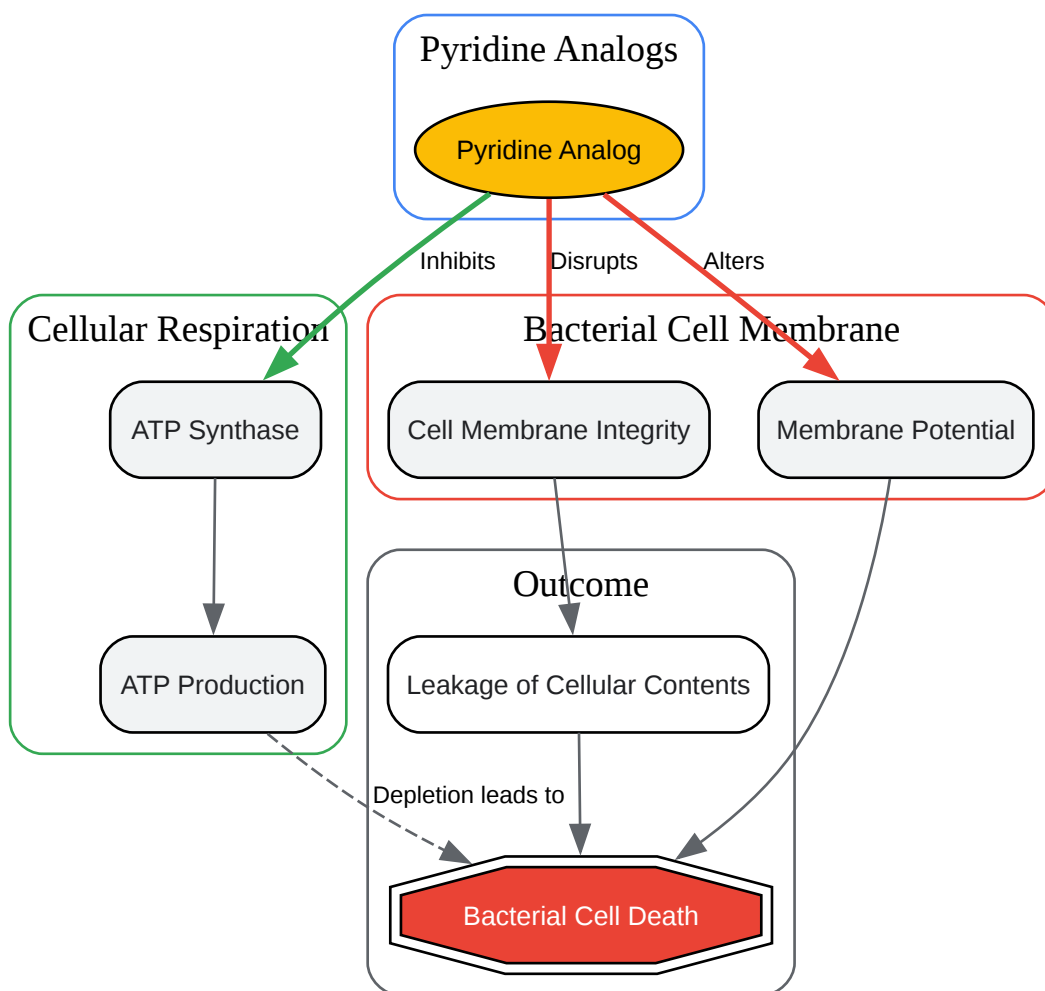 Pyridine Analogs
Pyridine Analog
Inhibits
Disrupts
Alters
Cellular Respiration
Bacterial Cell Membrane
ATP Synthase
Cell Membrane Integrity
Membrane Potential
Outcome
ATP Production
Leakage of Cellular Contents
Depletion leads to
Bacterial Cell Death